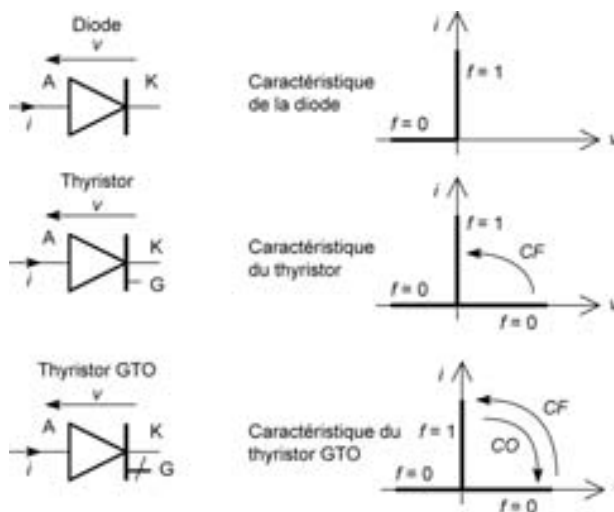 Diode
v
A
K
i
Caractéristique
de la diode
i
f = 1
f = 0
v
Thyristor
v
A
K
G
i
Caractéristique
du thyristor
i
f = 1
CF
f = 0
f = 0
v
Thyristor GTO
v
A
K
G
i
Caractéristique du
thyristor GTO
i
f = 1
CF
CO
f = 0
f = 0
v